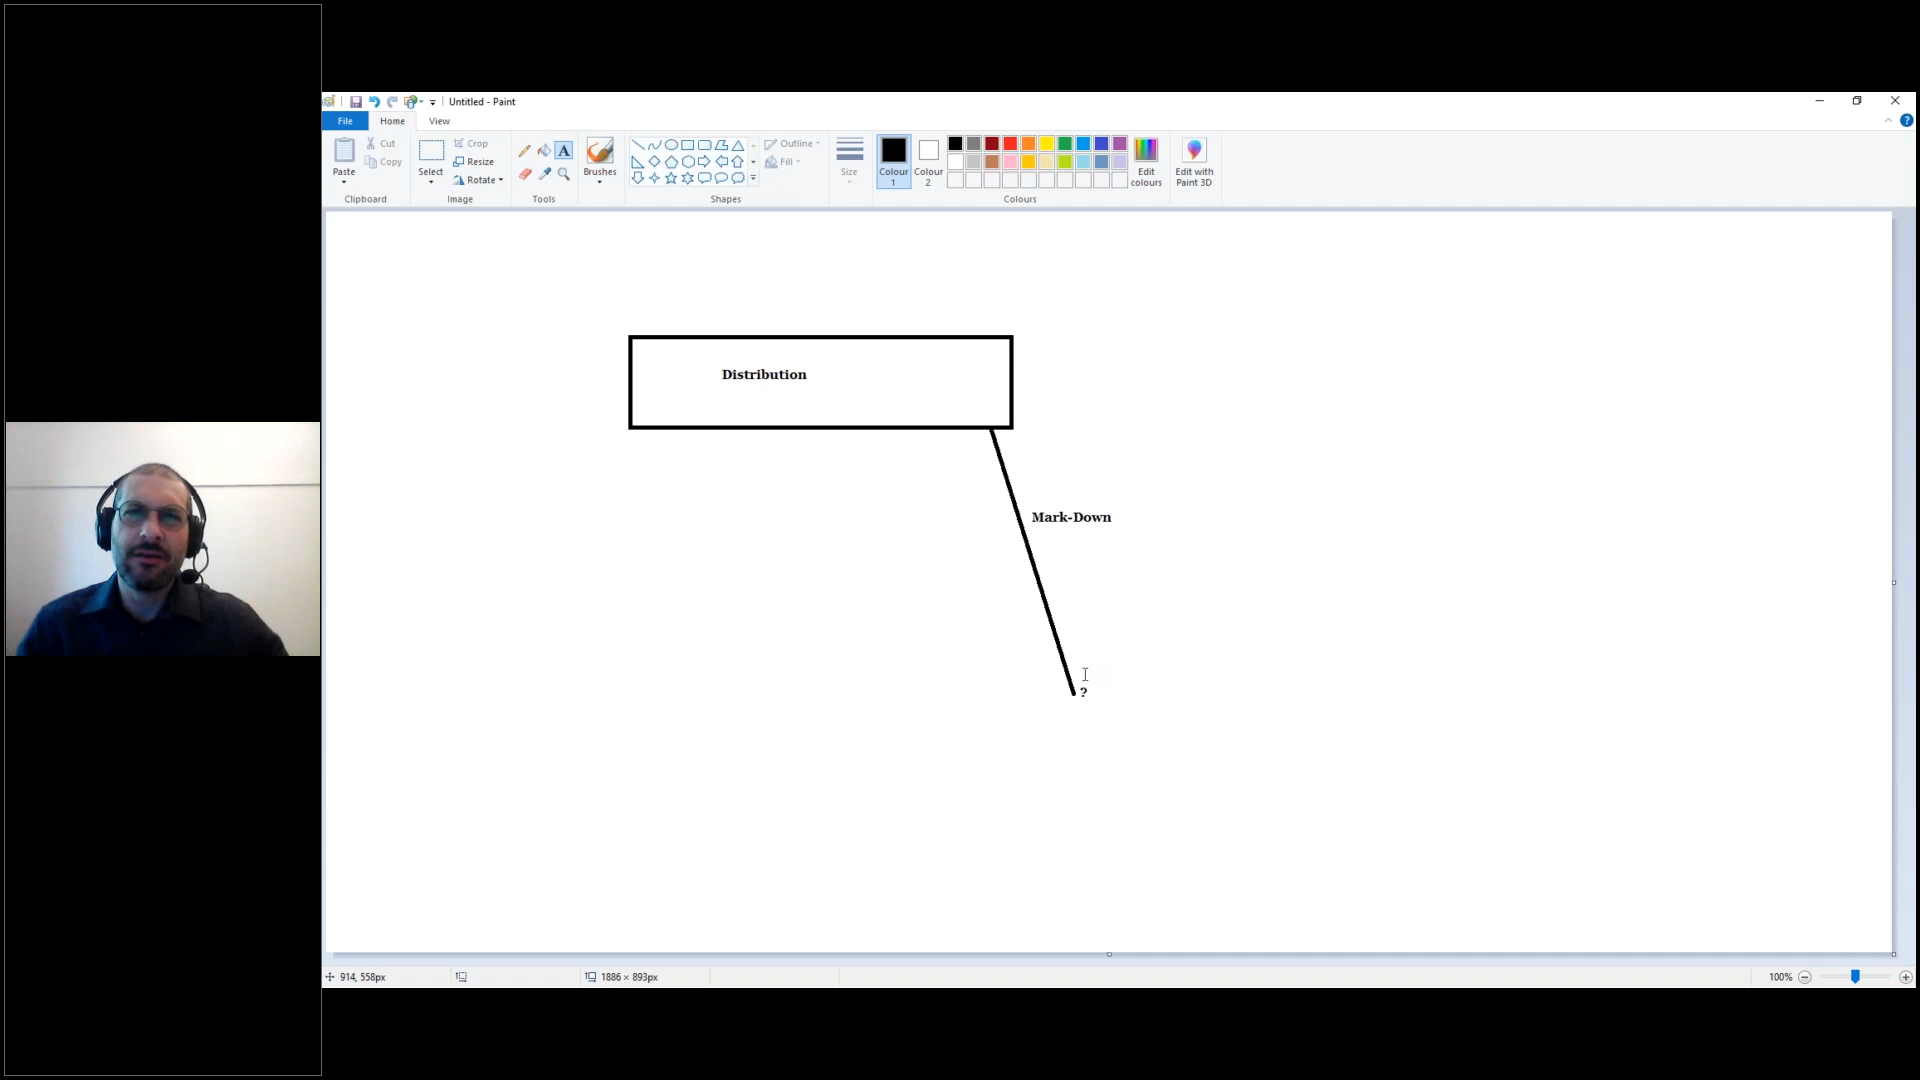 Untitled - Paint
File
Home
View
Paste
Cut
Copy
Clipboard
Select
Crop
Resize
Rotate
Image
A
Tools
Brushes
Shapes
Outline
Fill
Size
Colour
1
Colour
2
Edit
colours
Colours
Edit with
Paint 3D
?
Distribution
Mark-Down
?
914, 558px
1886 × 893px
100%